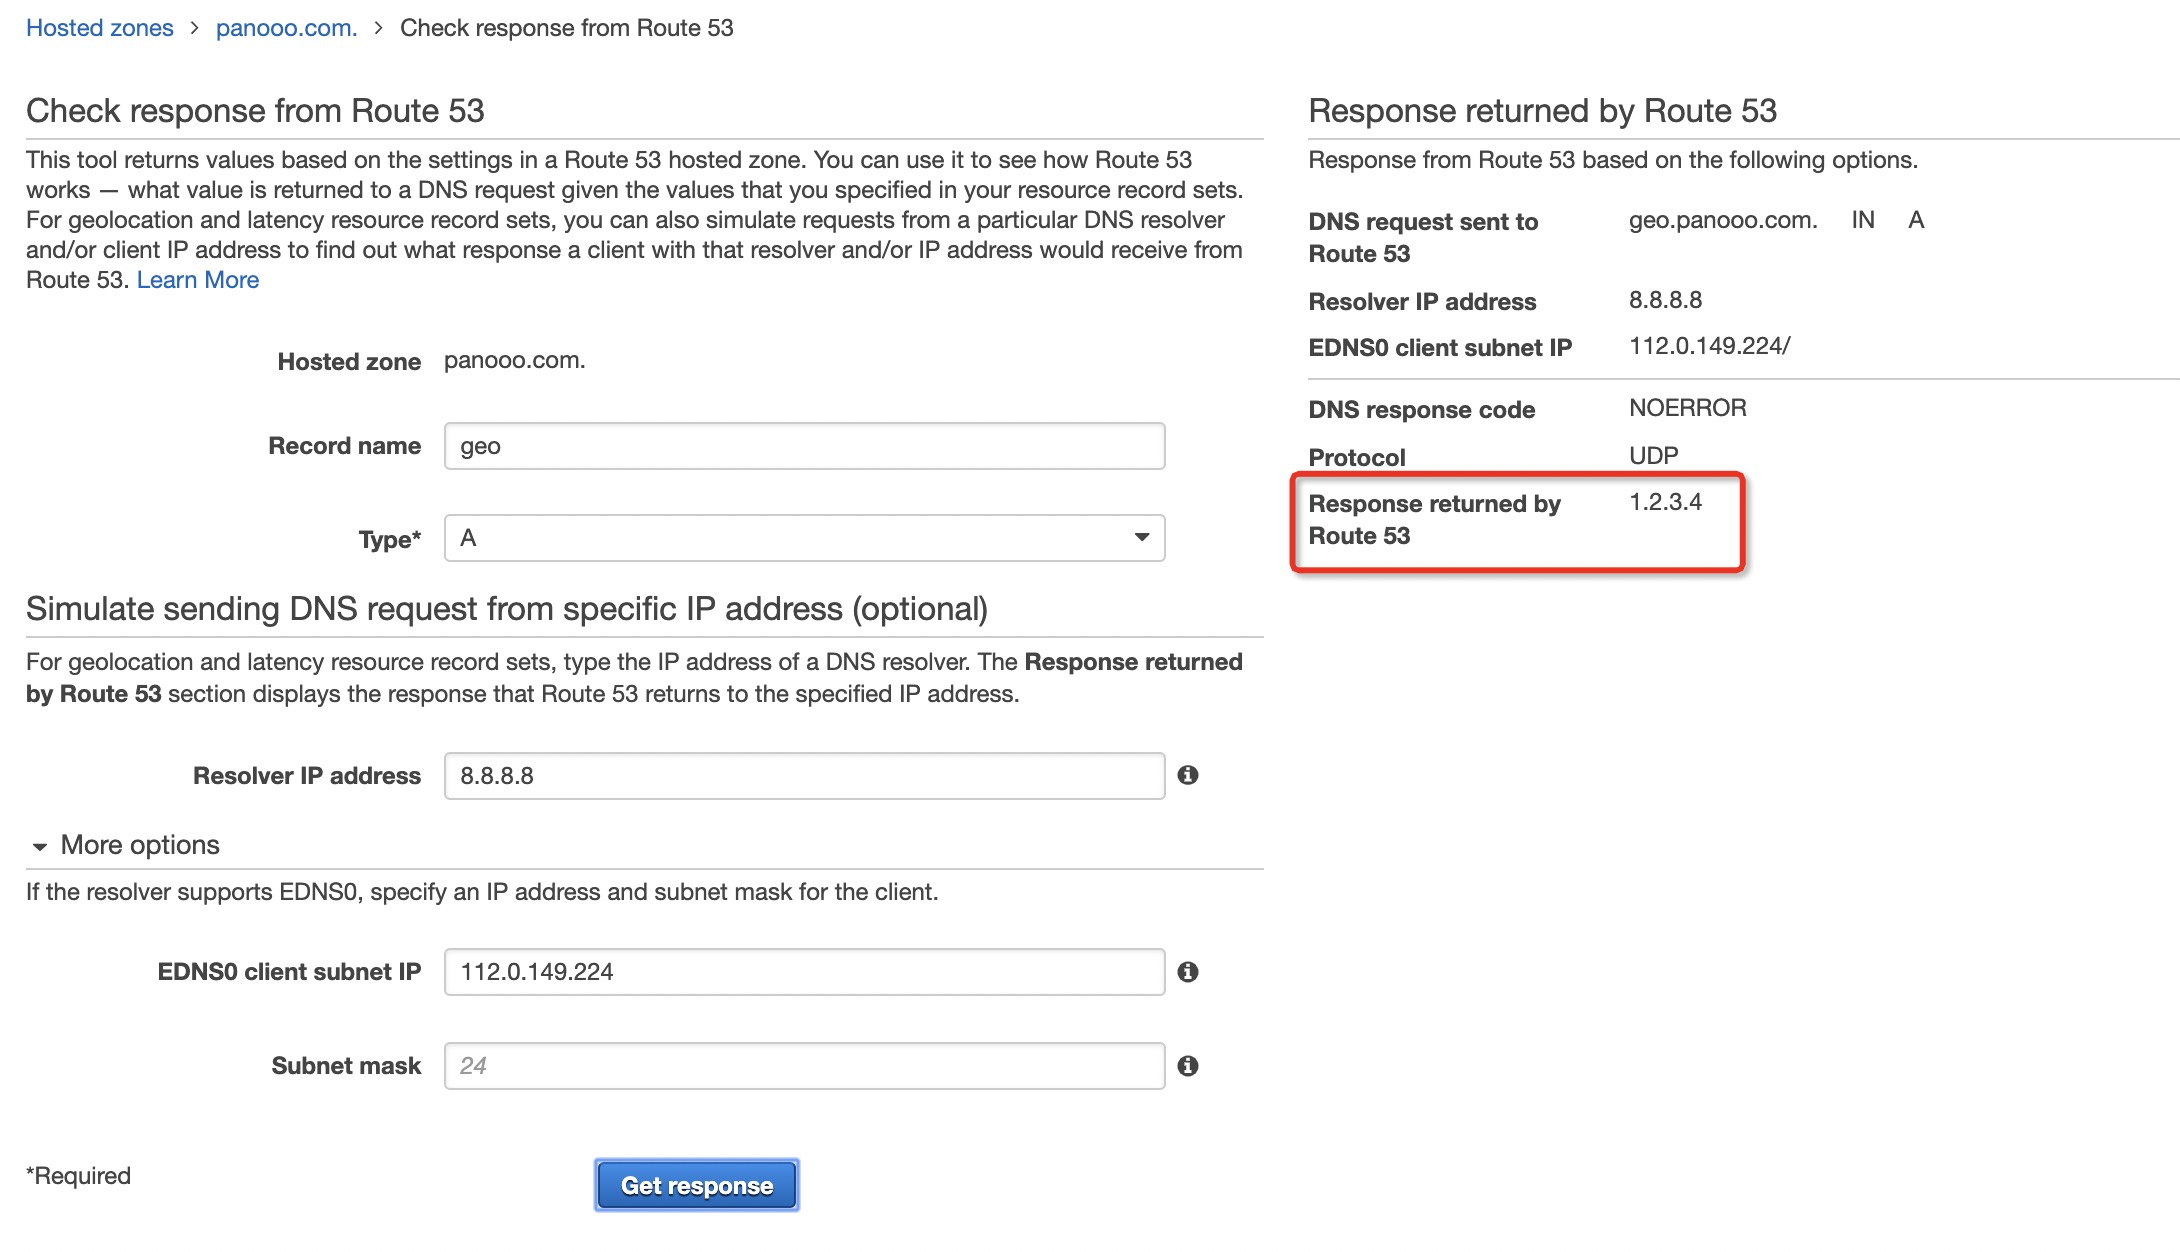 Hosted zones > panooo.com. > Check response from Route 53
Check response from Route 53
This tool returns values based on the settings in a Route 53 hosted zone. You can use it to see how Route 53
works — what value is returned to a DNS request given the values that you specified in your resource record sets.
For geolocation and latency resource record sets, you can also simulate requests from a particular DNS resolver
and/or client IP address to find out what response a client with that resolver and/or IP address would receive from
Route 53. Learn More
Hosted zone panooo.com.
Record name geo
Type* A
Simulate sending DNS request from specific IP address (optional)
For geolocation and latency resource record sets, type the IP address of a DNS resolver. The Response returned
by Route 53 section displays the response that Route 53 returns to the specified IP address.
Resolver IP address 8.8.8.8
More options
If the resolver supports EDNS0, specify an IP address and subnet mask for the client.
EDNS0 client subnet IP 112.0.149.224
Subnet mask 24
*Required
Get response
Response returned by Route 53
Response from Route 53 based on the following options.
DNS request sent to geo.panooo.com. IN A
Route 53
Resolver IP address 8.8.8.8
EDNS0 client subnet IP 112.0.149.224/
DNS response code NOERROR
Protocol UDP
Response returned by 1.2.3.4
Route 53